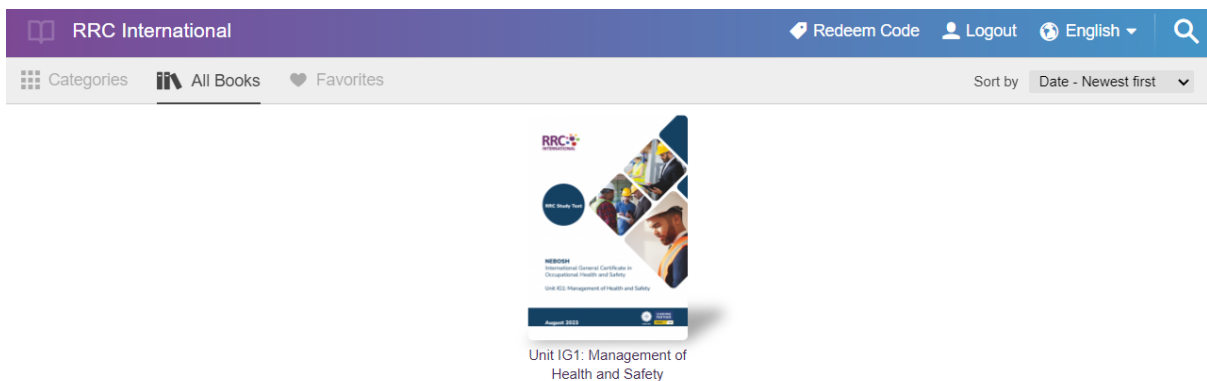 RRC International
Redeem Code
Logout
English
Categories
All Books
Favorites
Sort by
Date - Newest first
RRC
INTERNATIONAL
RRC Study Text
NEBOSH
International General Certificate in
Occupational Health and Safety
Unit IG1: Management of Health and Safety
August 2023
Unit IG1: Management of
Health and Safety